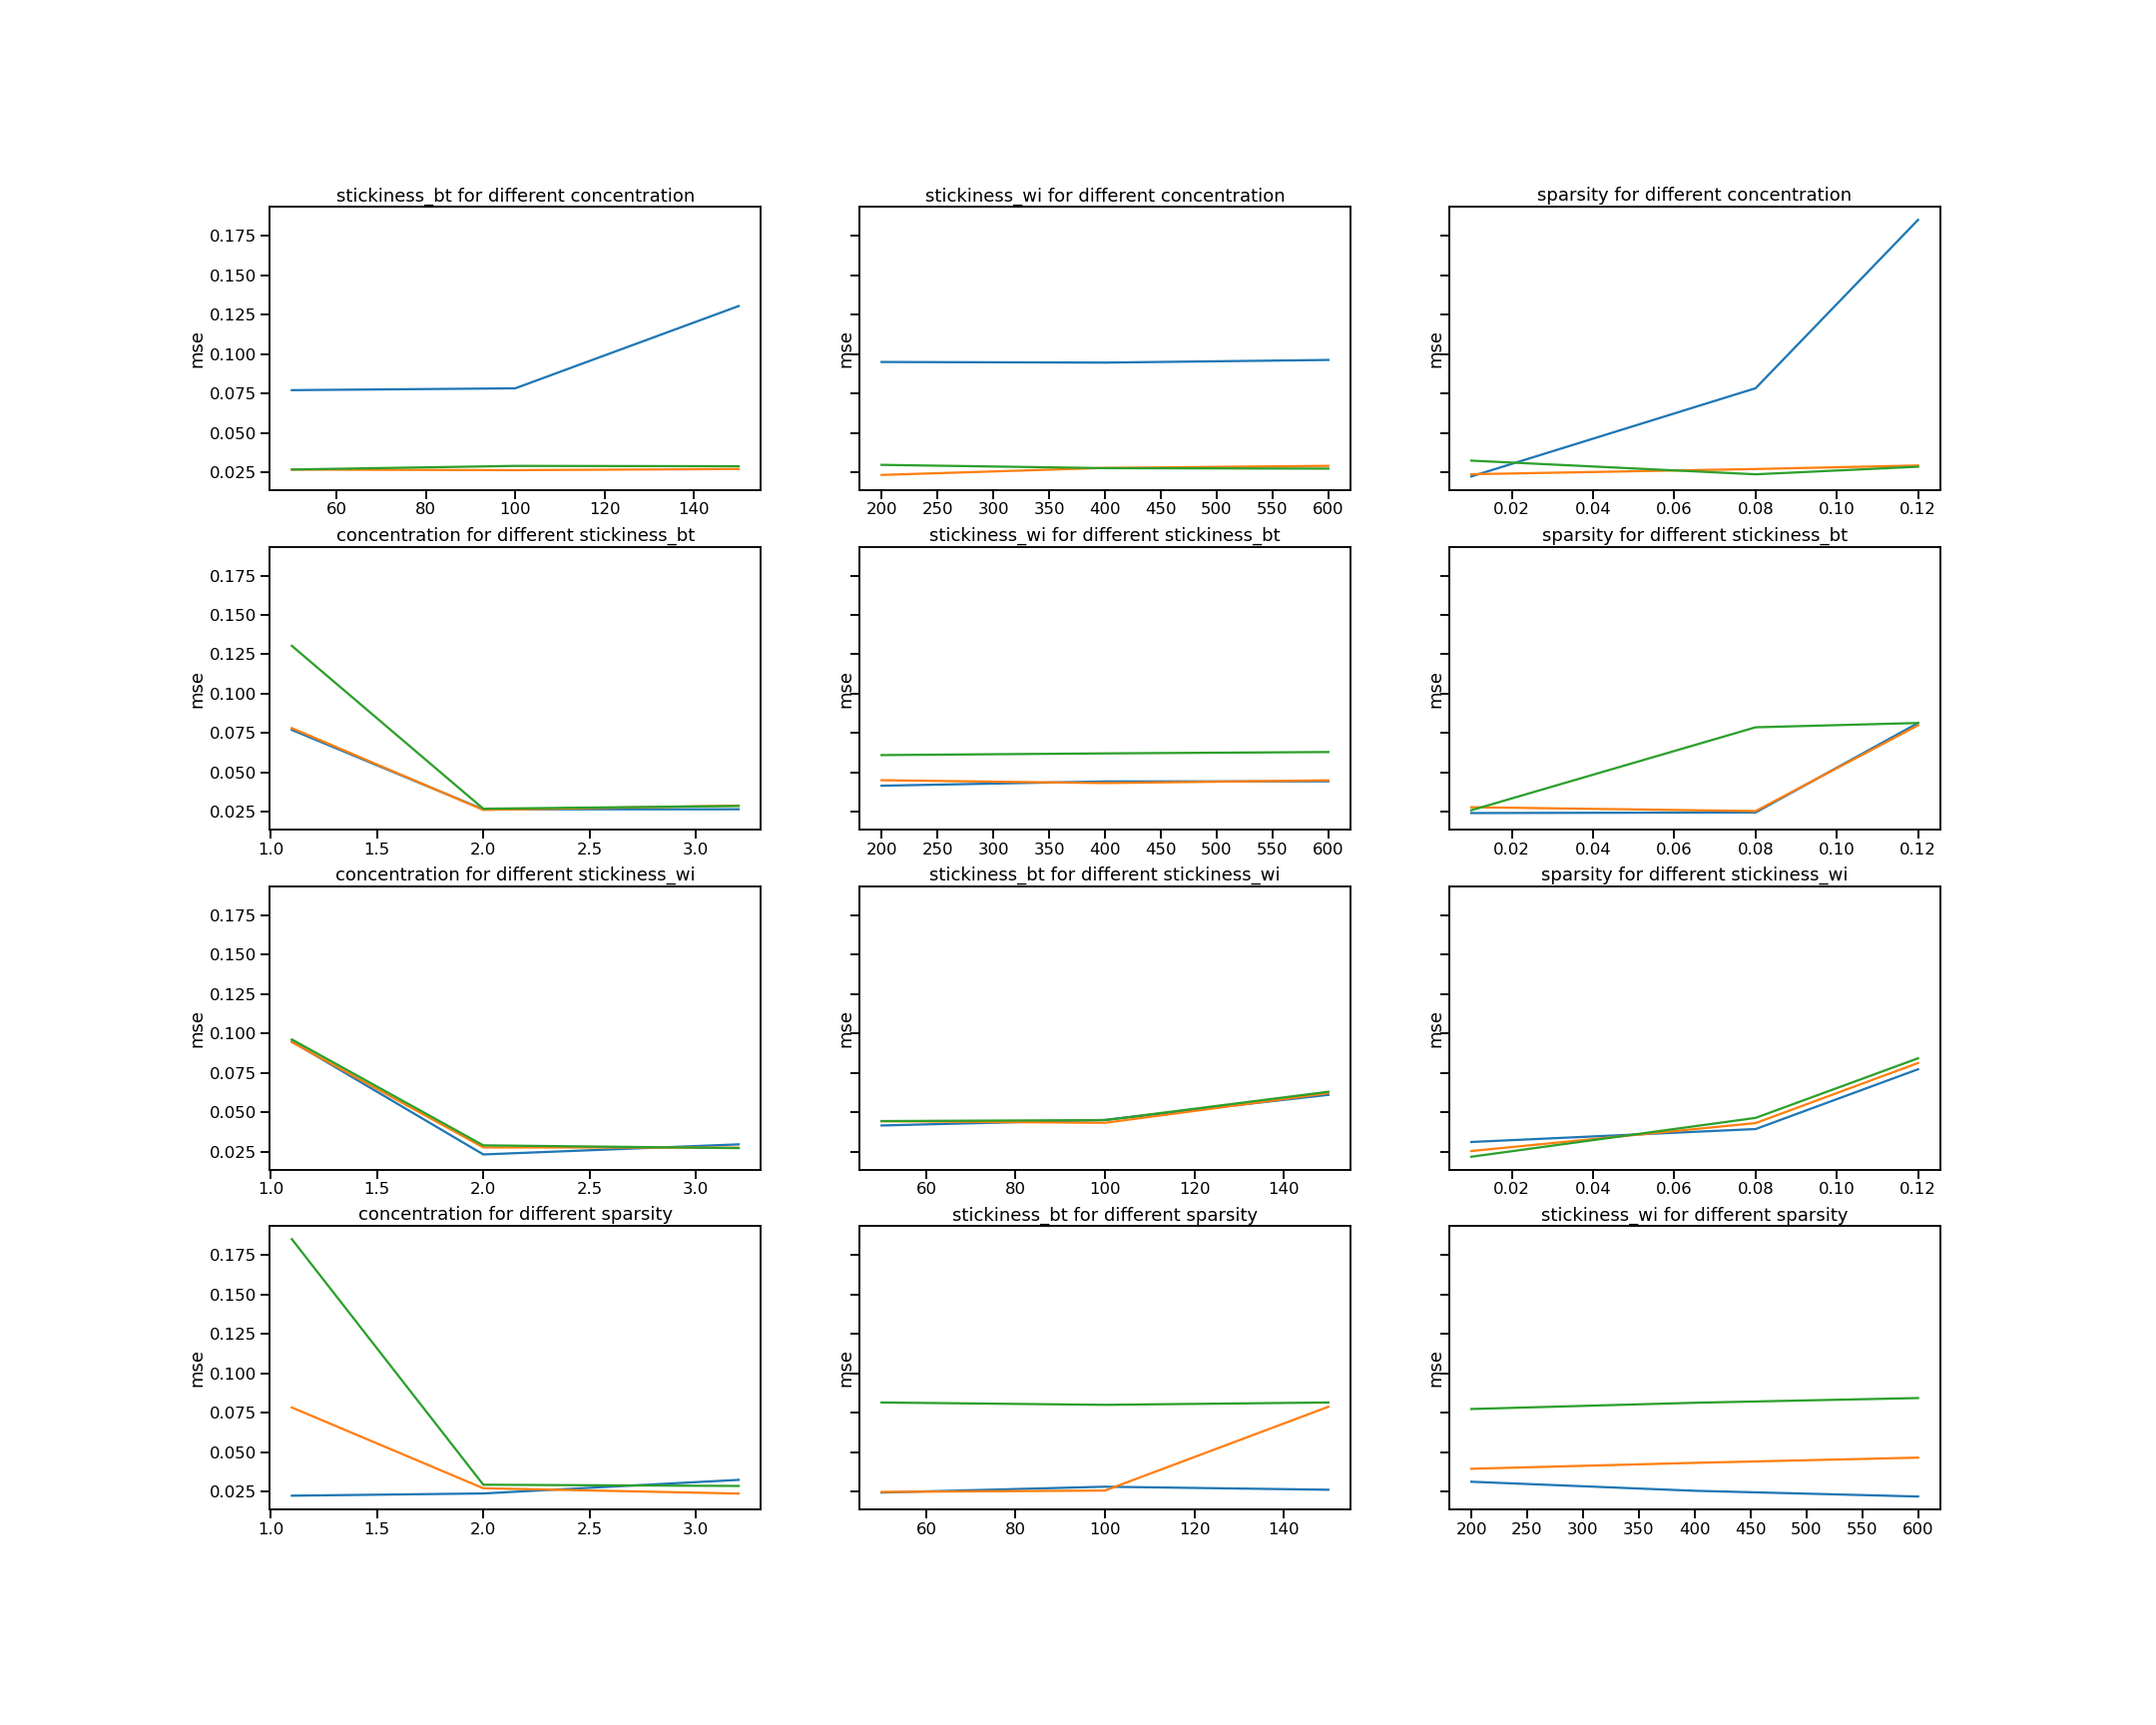 stickiness_bt for different concentration
stickiness_wi for different concentration
sparsity for different concentration
0.175
0.150
0.125
0.100
0.075
0.050
0.025
mse
mse
mse
60 80 100 120 140
200 250 300 350 400 450 500 550 600
0.02 0.04 0.06 0.08 0.10 0.12
concentration for different stickiness_bt
stickiness_wi for different stickiness_bt
sparsity for different stickiness_bt
0.175
0.150
0.125
0.100
0.075
0.050
0.025
mse
mse
mse
1.0 1.5 2.0 2.5 3.0
200 250 300 350 400 450 500 550 600
0.02 0.04 0.06 0.08 0.10 0.12
concentration for different stickiness_wi
stickiness_bt for different stickiness_wi
sparsity for different stickiness_wi
0.175
0.150
0.125
0.100
0.075
0.050
0.025
mse
mse
mse
1.0 1.5 2.0 2.5 3.0
60 80 100 120 140
0.02 0.04 0.06 0.08 0.10 0.12
concentration for different sparsity
stickiness_bt for different sparsity
stickiness_wi for different sparsity
0.175
0.150
0.125
0.100
0.075
0.050
0.025
mse
mse
mse
1.0 1.5 2.0 2.5 3.0
60 80 100 120 140
200 250 300 350 400 450 500 550 600